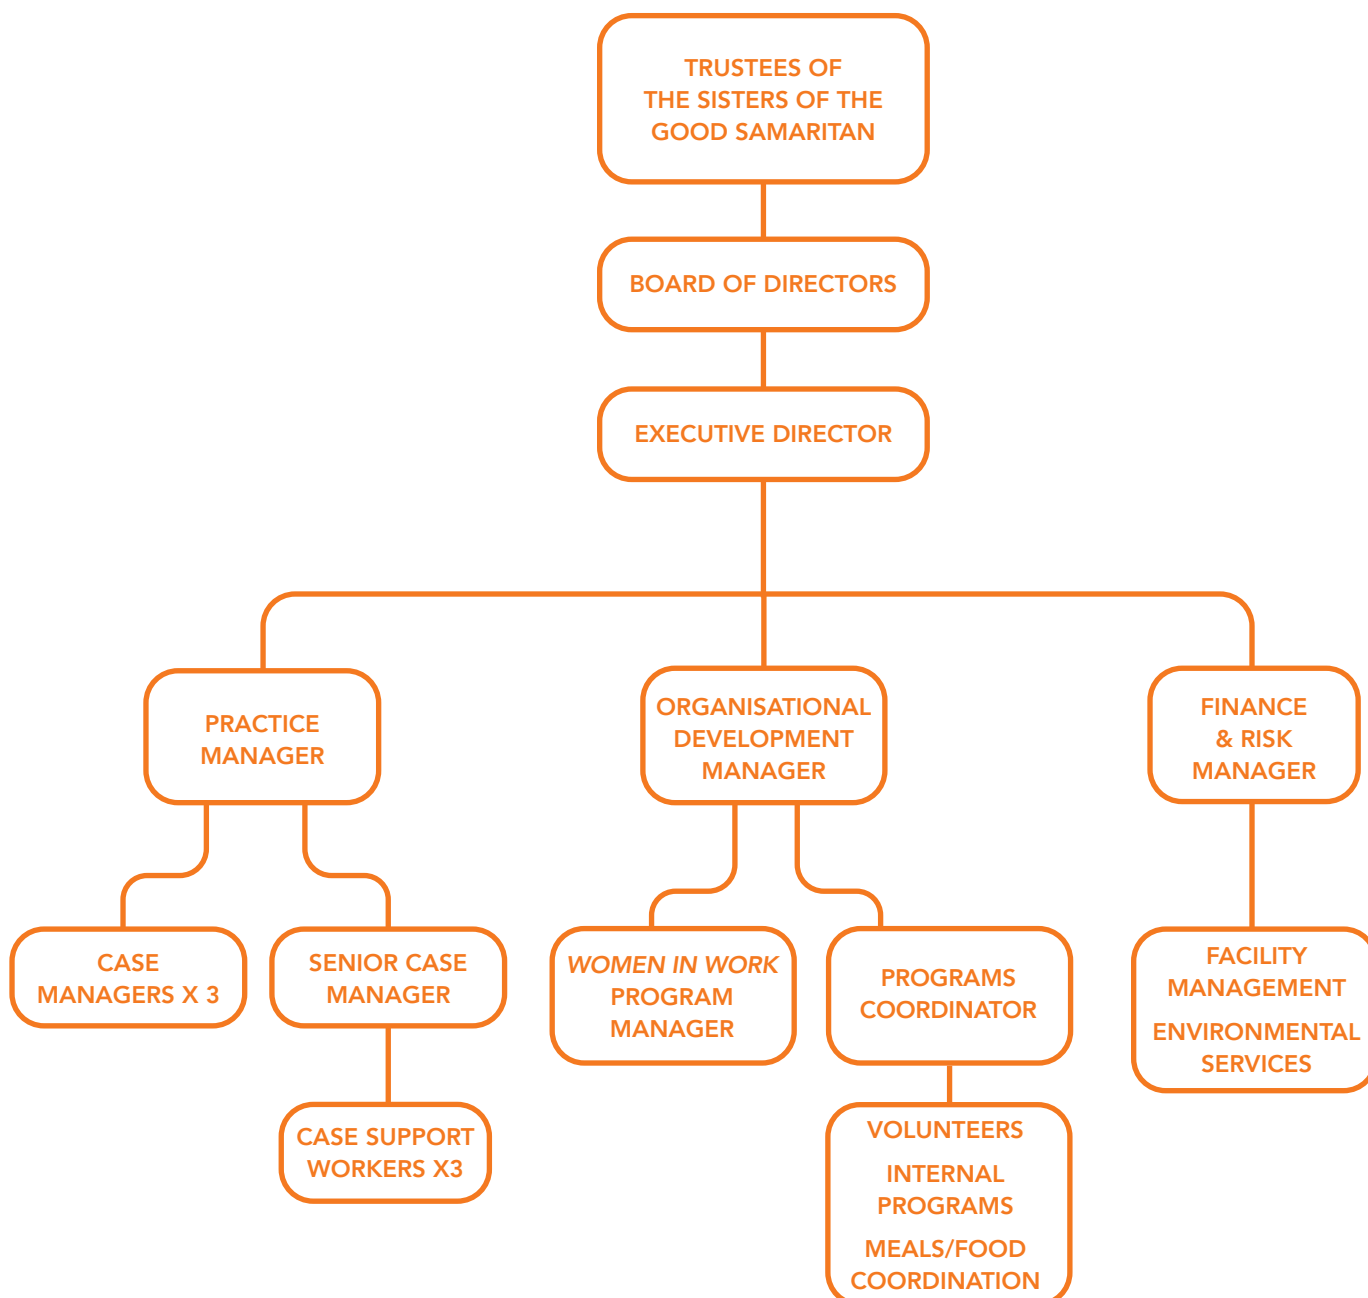 TRUSTEES OF
THE SISTERS OF THE
GOOD SAMARITAN
BOARD OF DIRECTORS
EXECUTIVE DIRECTOR
PRACTICE
MANAGER
ORGANISATIONAL
DEVELOPMENT
MANAGER
FINANCE
& RISK
MANAGER
CASE
MANAGERS X 3
SENIOR CASE
MANAGER
WOMEN IN WORK
PROGRAM
MANAGER
PROGRAMS
COORDINATOR
FACILITY
MANAGEMENT
ENVIRONMENTAL
SERVICES
CASE SUPPORT
WORKERS X3
VOLUNTEERS
INTERNAL
PROGRAMS
MEALS/FOOD
COORDINATION